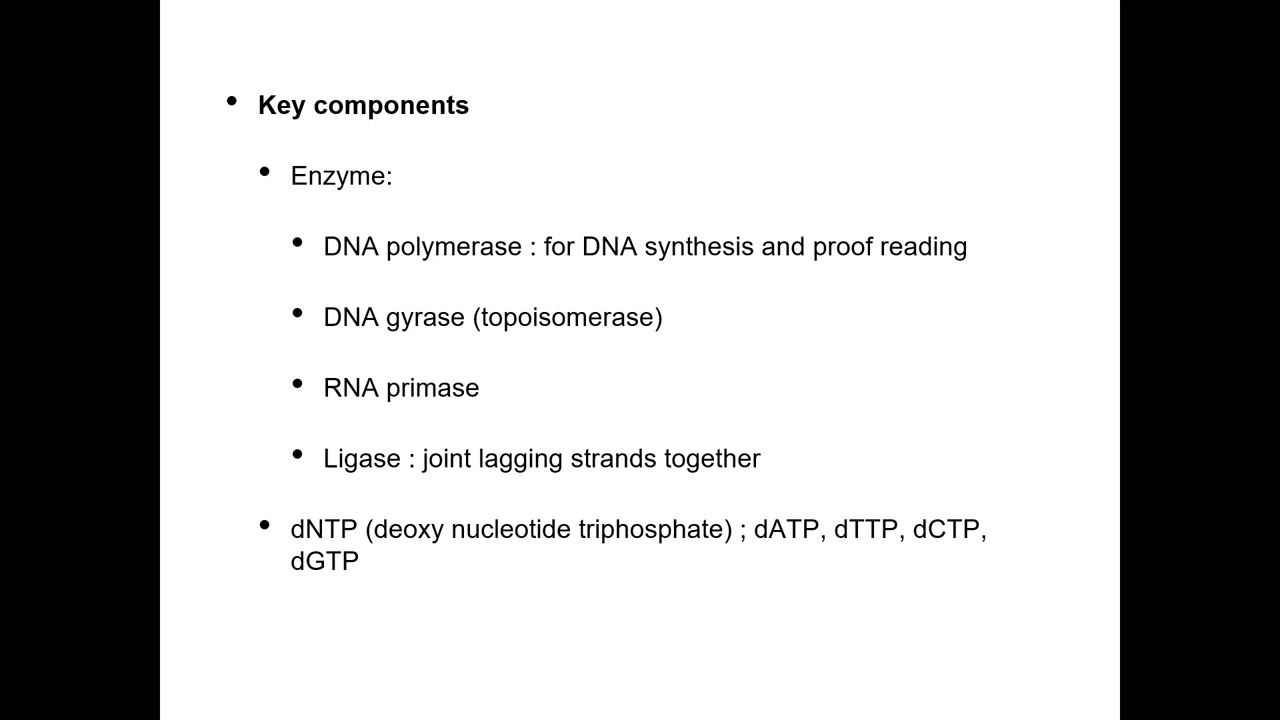 Key components
Enzyme:
DNA polymerase : for DNA synthesis and proof reading
DNA gyrase (topoisomerase)
RNA primase
Ligase : joint lagging strands together
dNTP (deoxy nucleotide triphosphate) ; dATP, dTTP, dCTP,
dGTP